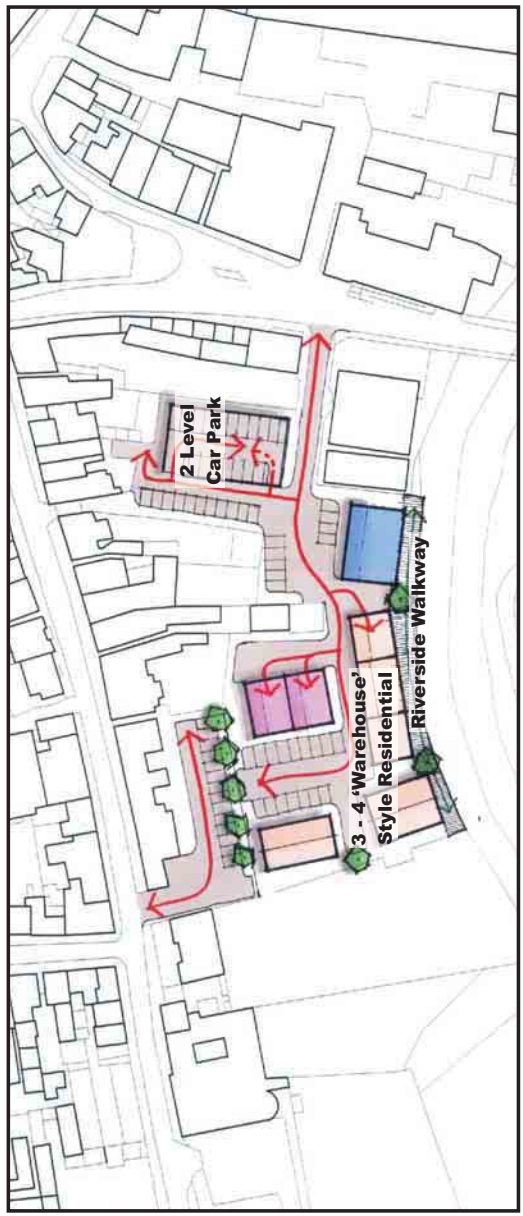 2 Level
Car Park
3 - 4 ‘Warehouse’
Style Residential
Riverside Walkway